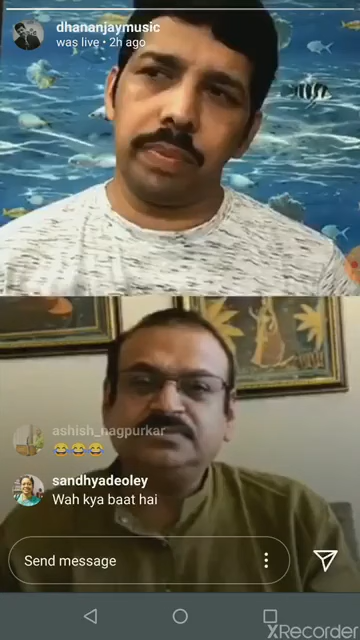 dhananjaymusic
was live • 2h ago
ashish_nagpurkar
😂😂😂
sandhyadeoley
Wah kya baat hai
Send message
XRecorder